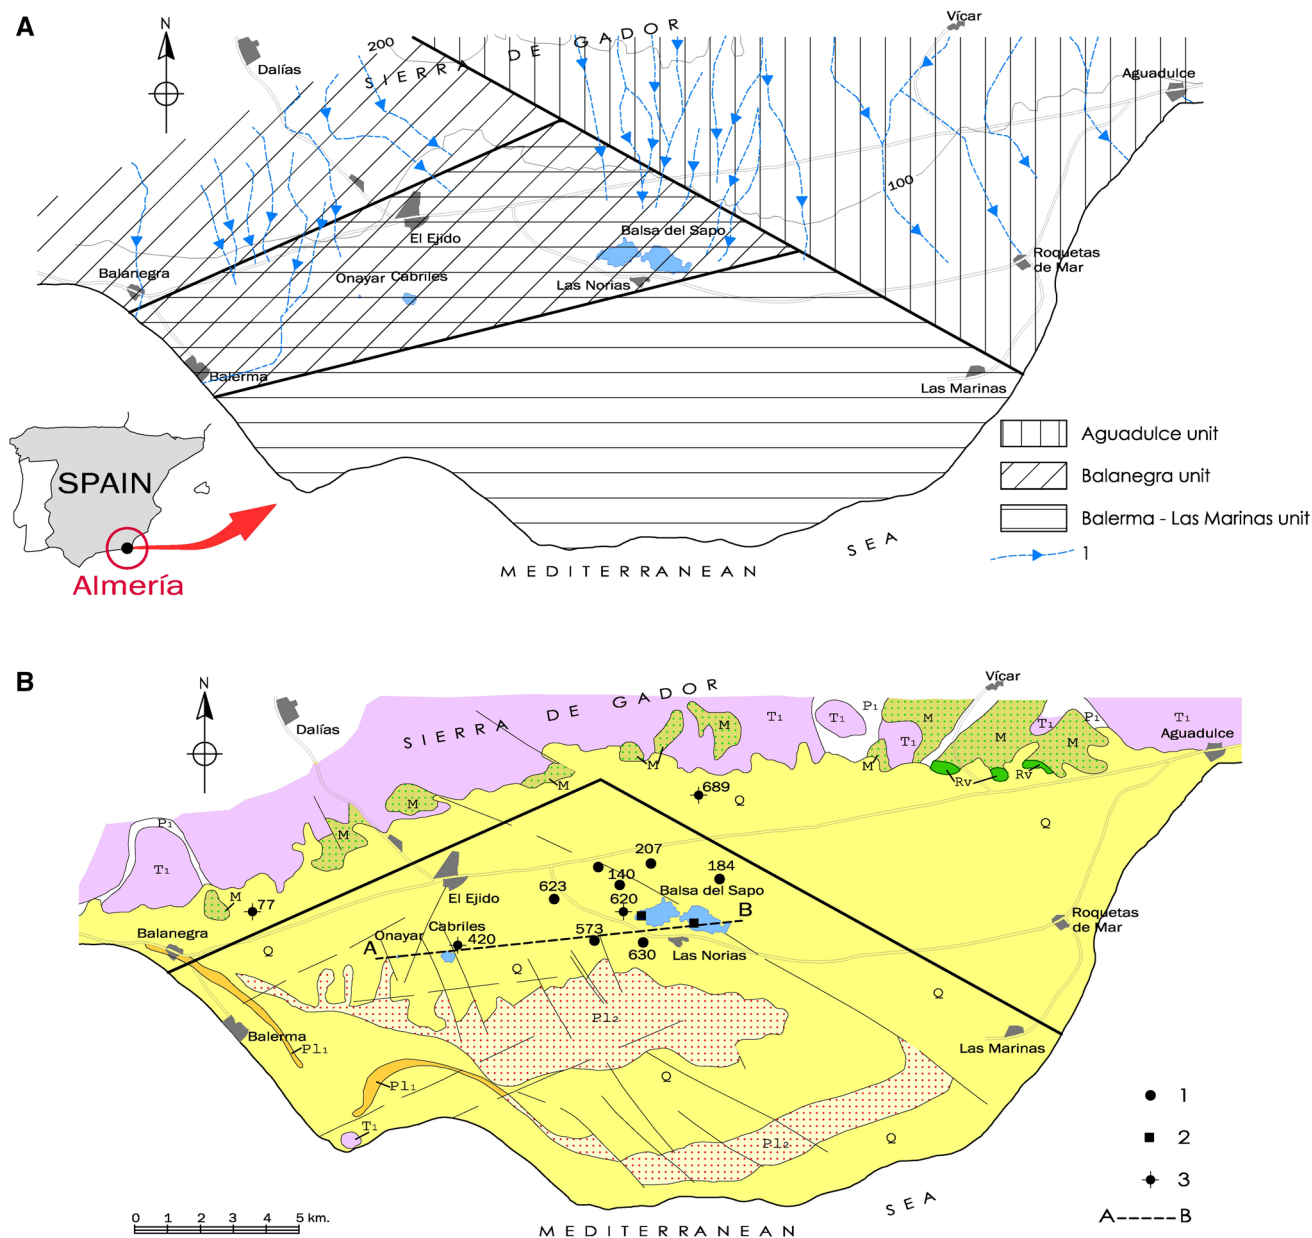 A
N
Dalías
200
SIERRA DE GADOR
Vícar
Aguadulce
100
El Ejido
Balsa del Sapo
Onayar
Cabriles
Las Norias
Balanegra
Roquetas
de Mar
Balerma
Las Marinas
SPAIN
Almería
Aguadulce unit
Balanegra unit
Balerma - Las Marinas unit
1
MEDITERRANEAN
SEA
B
N
Dalías
SIERRA DE GADOR
Vícar
Aguadulce
T1
T1
P1
M
T1
M
T1
P1
M
T1
M
M
M
Rv
Rv
M
M
M
P1
T1
M
689
Q
Q
77
207
184
140
623
620
Balsa del Sapo
B
El Ejido
Cabriles
Onayar
A
420
573
630
Las Norias
Balanegra
Q
Q
Q
Roquetas
de Mar
Balerma
Pl1
Pl1
Pl2
Q
Las Marinas
T1
Pl2
Q
1
2
3
A B
0 1 2 3 4 5 km.
MEDITERRANEAN
SEA